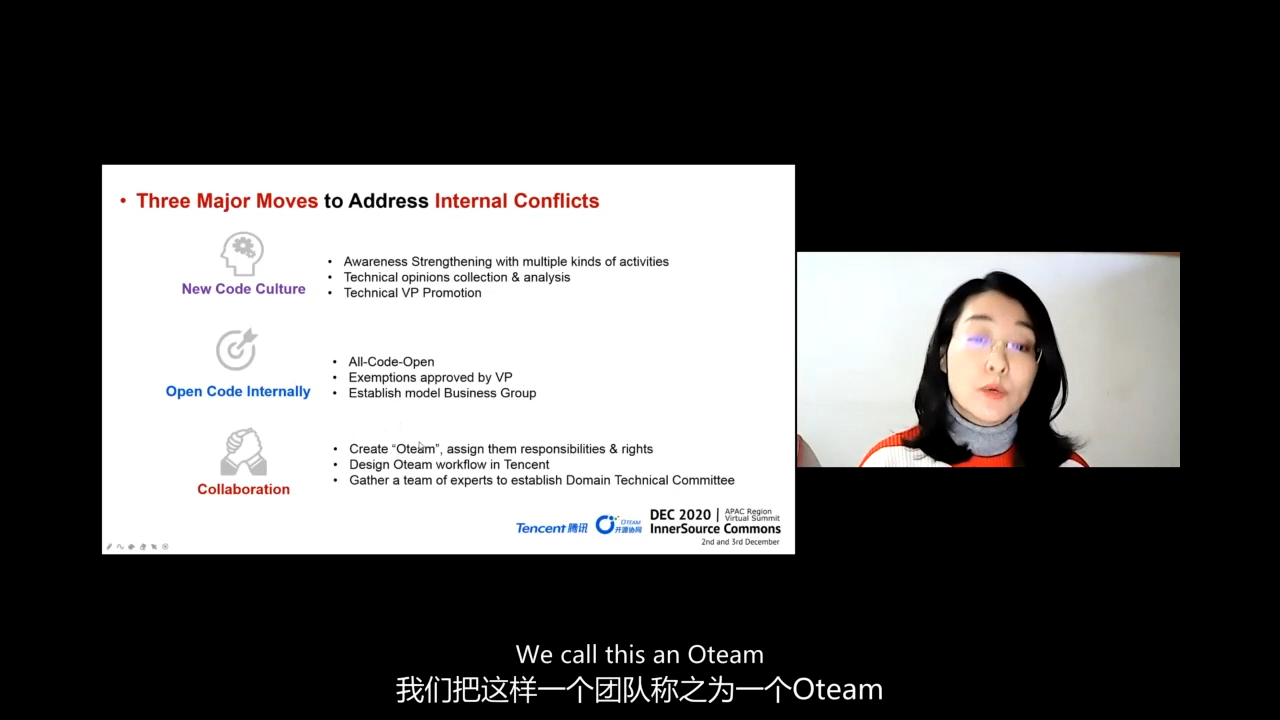 • Three Major Moves to Address Internal Conflicts
New Code Culture
• Awareness Strengthening with multiple kinds of activities
• Technical opinions collection & analysis
• Technical VP Promotion
Open Code Internally
• All-Code-Open
• Exemptions approved by VP
• Establish model Business Group
Collaboration
• Create “Oteam”, assign them responsibilities & rights
• Design Oteam workflow in Tencent
• Gather a team of experts to establish Domain Technical Committee
Tencent 腾讯
OTEAM
开源协同
DEC 2020 | APAC Region
Virtual Summit
InnerSource Commons
2nd and 3rd December
We call this an Oteam
我们把这样一个团队称之为一个Oteam